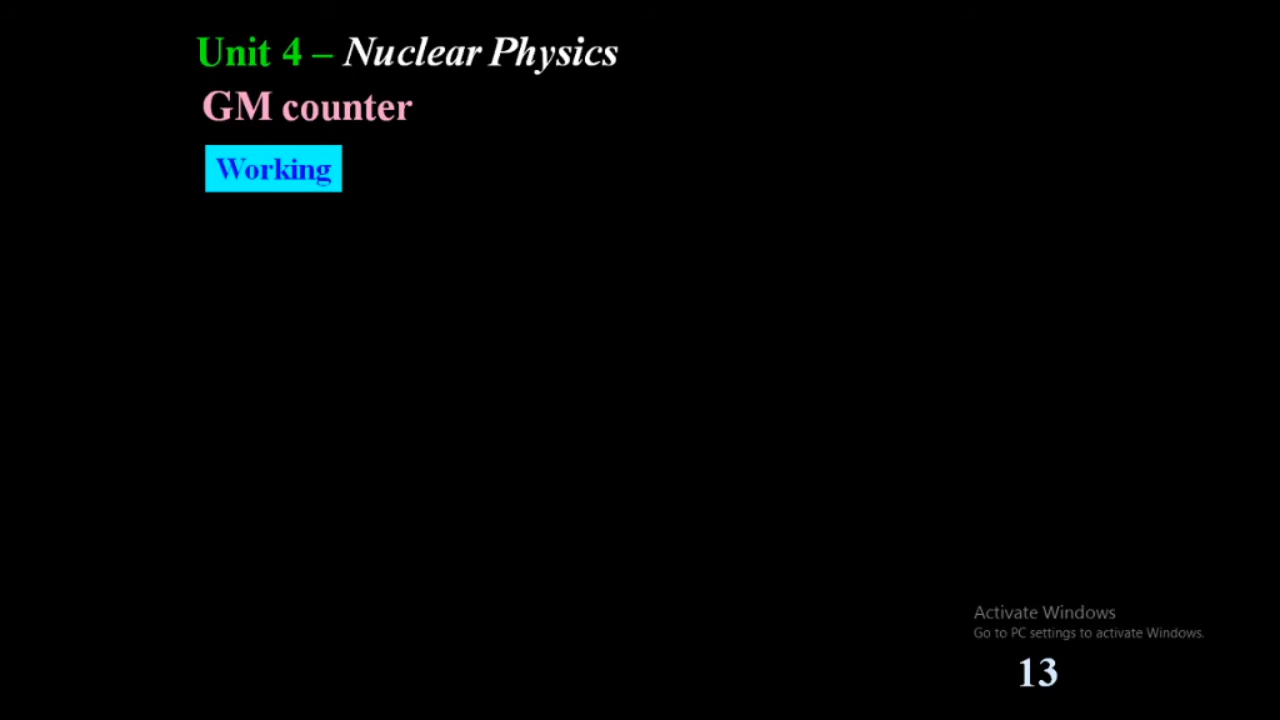 Unit 4 – Nuclear Physics
GM counter
Working
Activate Windows
Go to PC settings to activate Windows.
13